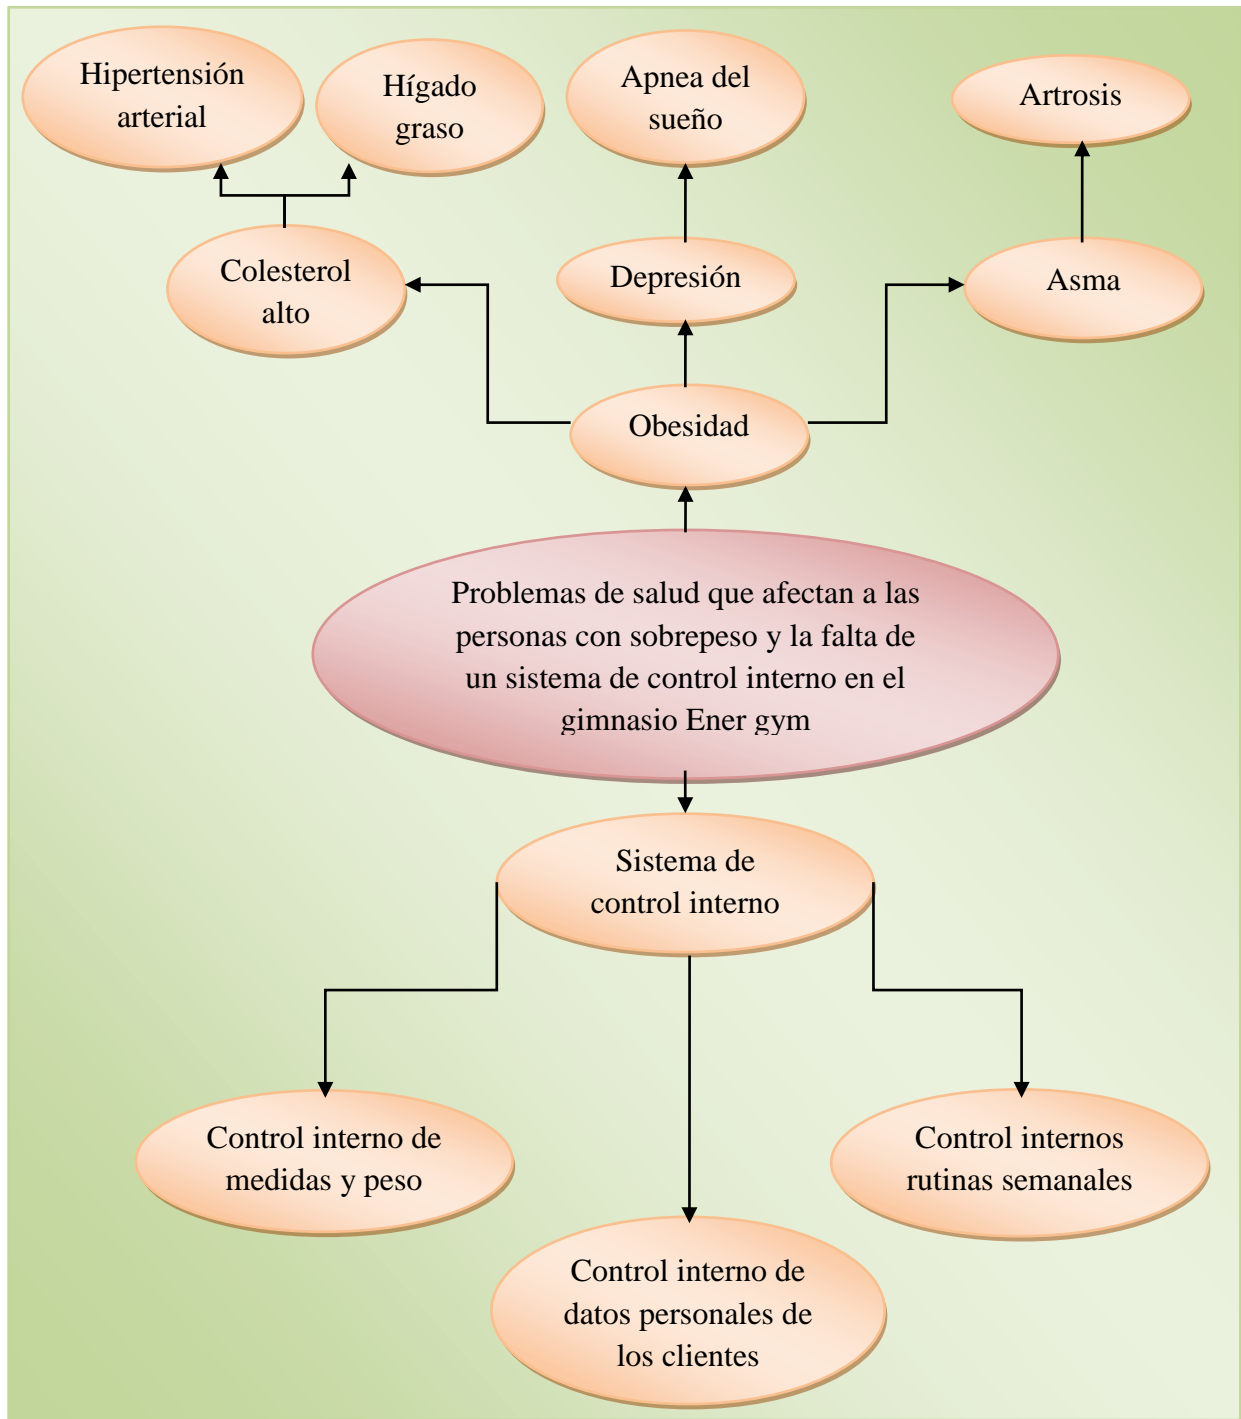 Hipertensión
arterial
Hígado
graso
Apnea del
sueño
Artrosis
Colesterol
alto
Depresión
Asma
Obesidad
Problemas de salud que afectan a las
personas con sobrepeso y la falta de
un sistema de control interno en el
gimnasio Ener gym
Sistema de
control interno
Control interno de
medidas y peso
Control internos
rutinas semanales
Control interno de
datos personales de
los clientes